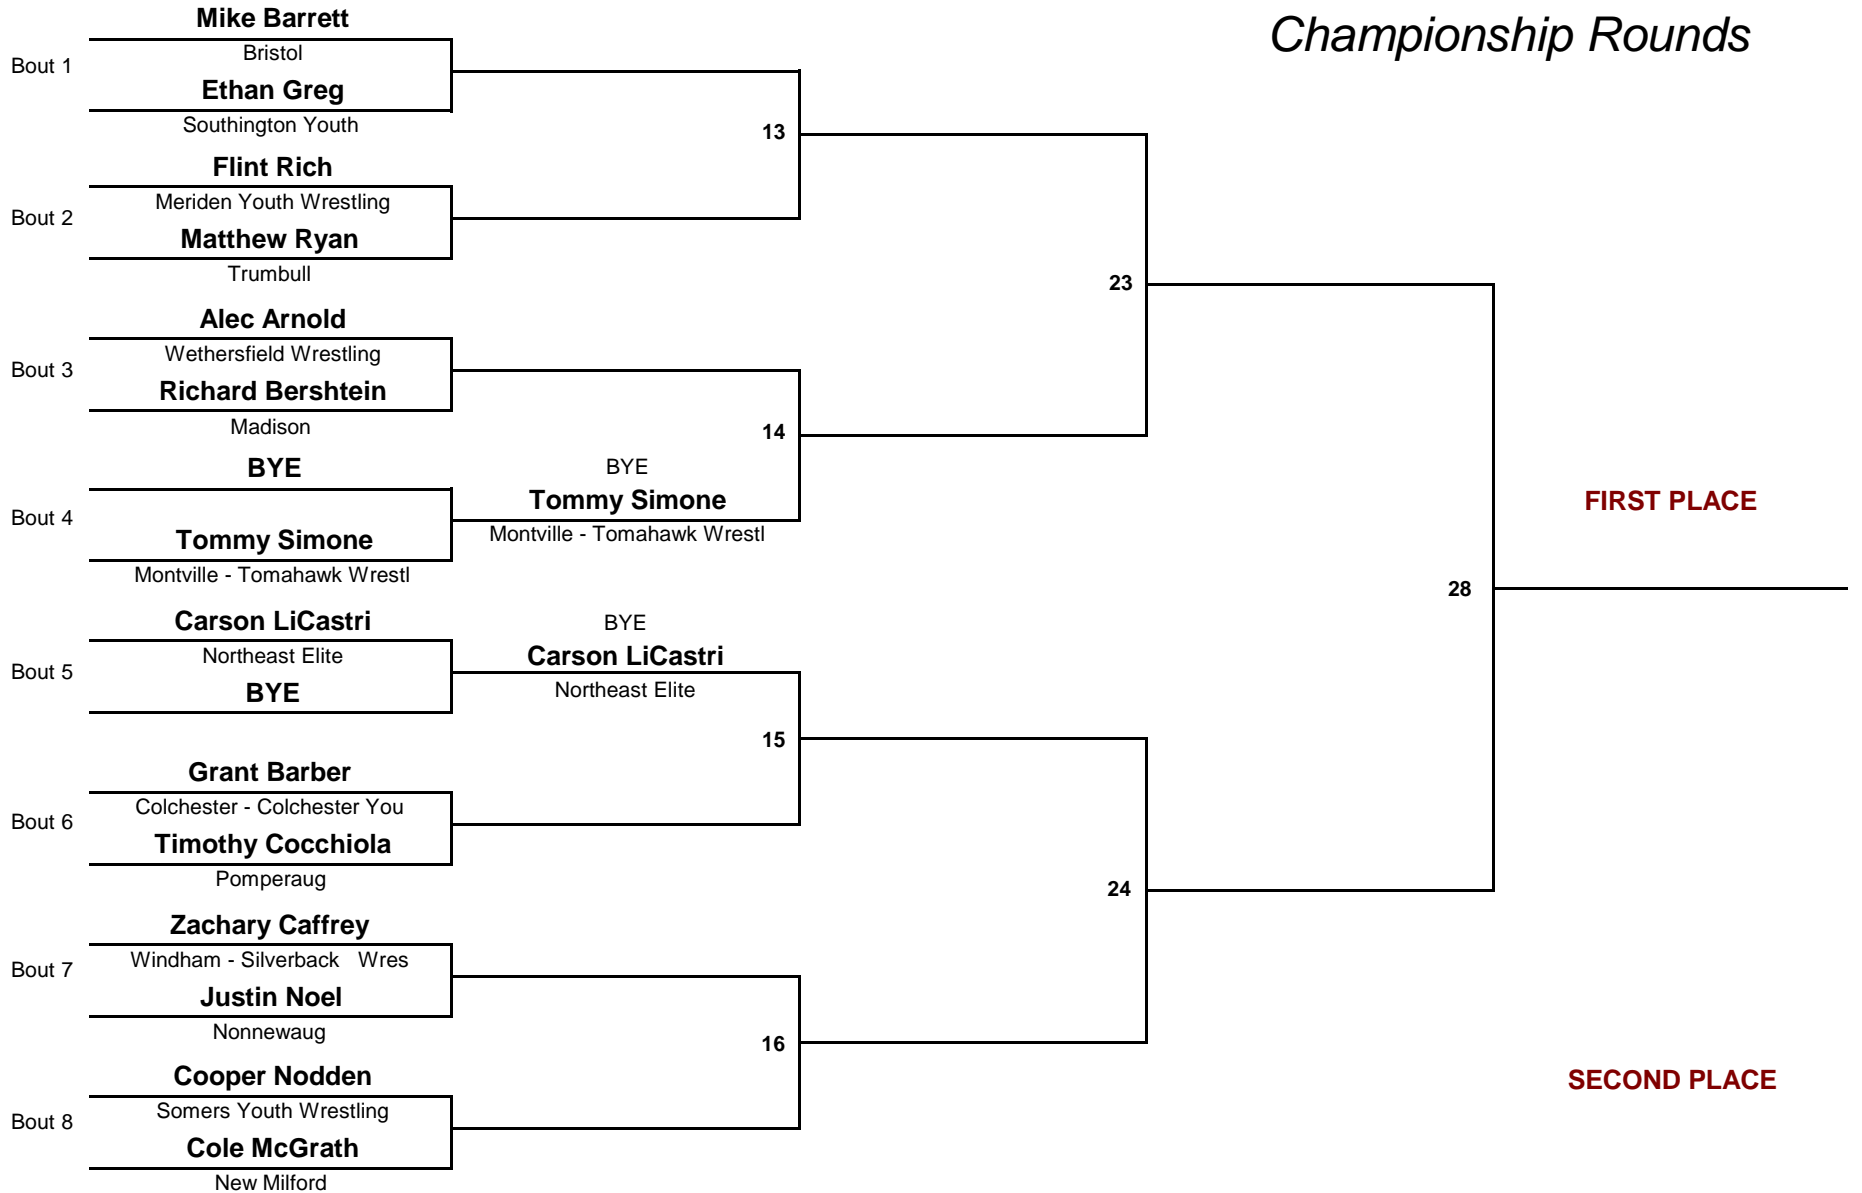 Championship Rounds
Mike Barrett
Bout 1
Bristol
Ethan Greg
Southington Youth
13
Flint Rich
Bout 2
Meriden Youth Wrestling
Matthew Ryan
Trumbull
23
Alec Arnold
Bout 3
Wethersfield Wrestling
Richard Bershtein
Madison
14
BYE
BYE
Bout 4
Tommy Simone
Tommy Simone
Montville - Tomahawk Wrestl
Montville - Tomahawk Wrestl
FIRST PLACE
28
Carson LiCastri
BYE
Bout 5
Northeast Elite
Carson LiCastri
BYE
Northeast Elite
15
Grant Barber
Bout 6
Colchester - Colchester You
Timothy Cocchiola
Pomperaug
24
Zachary Caffrey
Bout 7
Windham - Silverback Wres
Justin Noel
Nonnewaug
16
Cooper Nodden
Bout 8
Somers Youth Wrestling
Cole McGrath
New Milford
SECOND PLACE